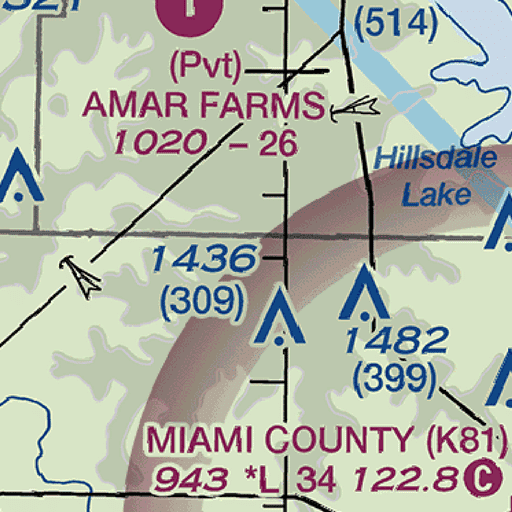 (514)
(Pvt)
AMAR FARMS
1020 – 26
Hillsdale
Lake
1436
(309)
1482
(399)
MIAMI COUNTY (K81)
943 *L 34 122.8 C